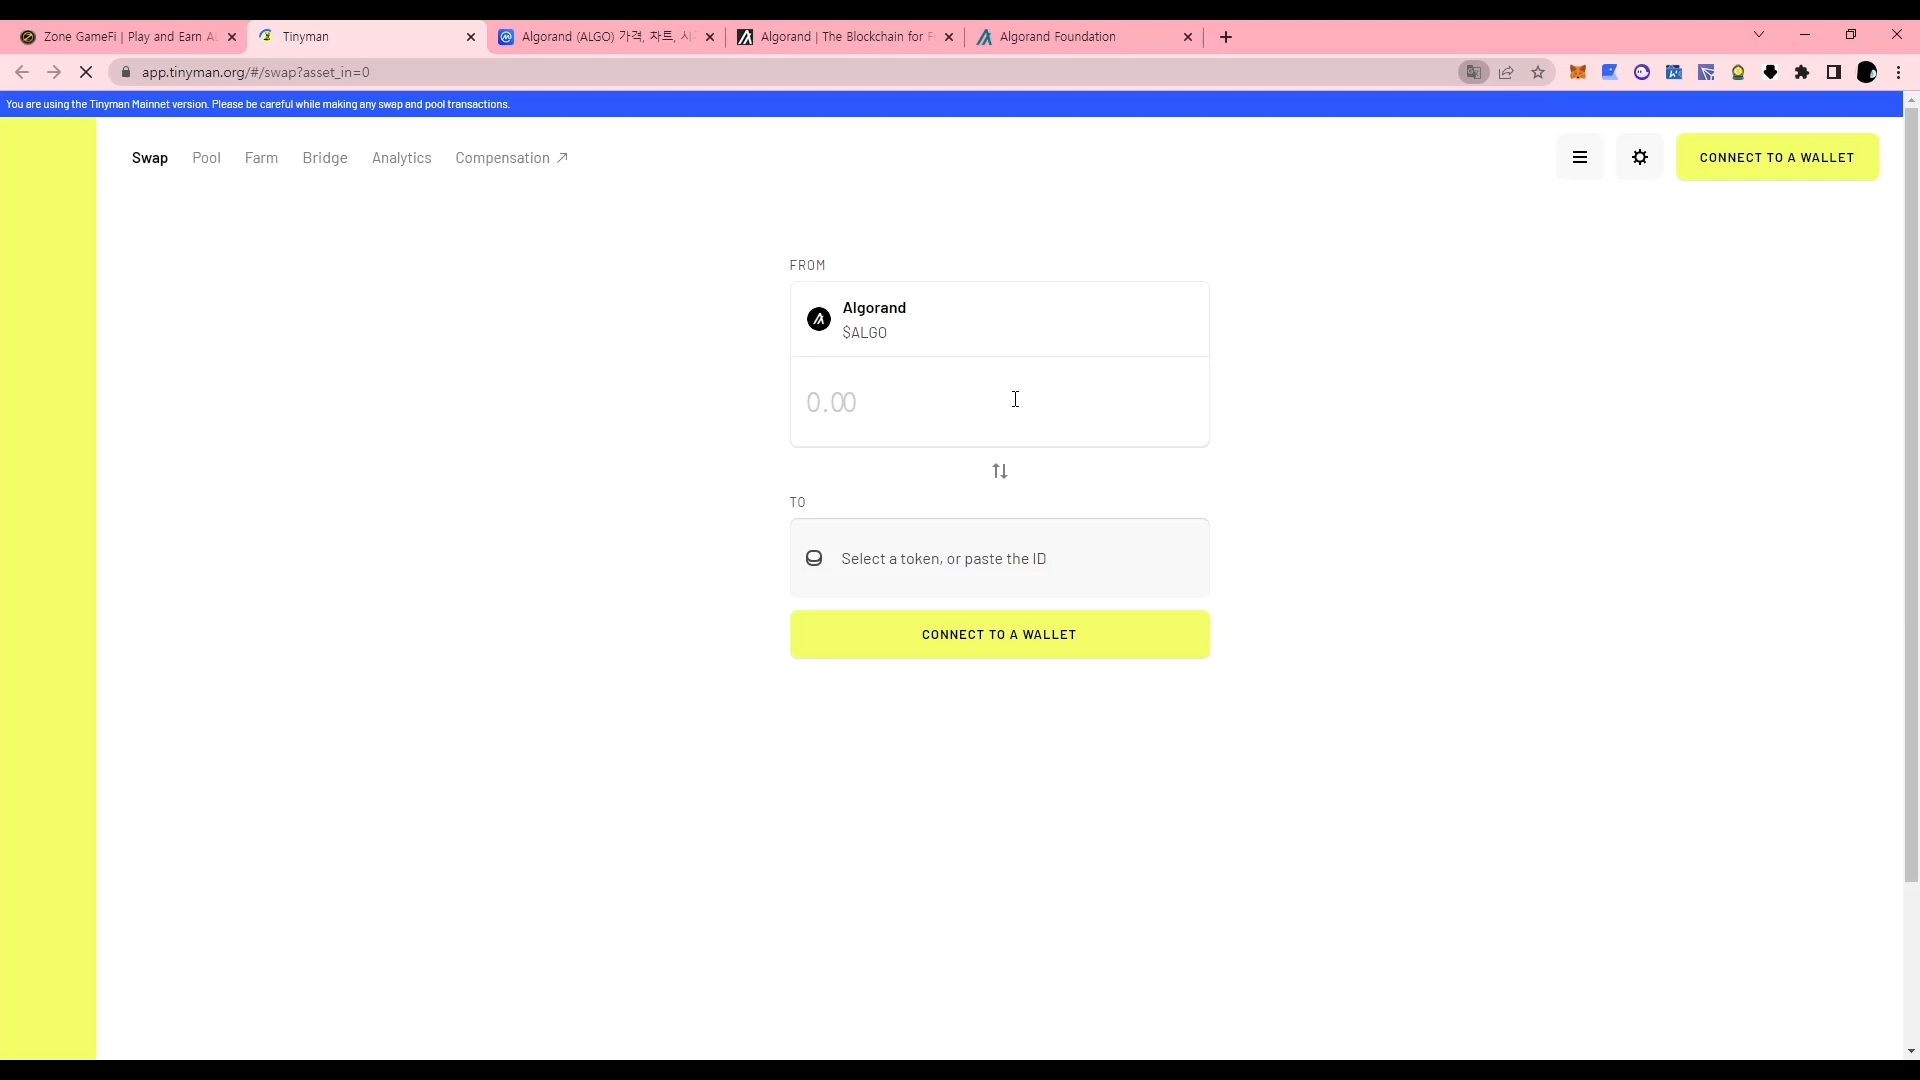 Zone GameFi | Play and Earn AL
Tinyman
Algorand (ALGO) 가격, 차트, 시
Algorand | The Blockchain for F
Algorand Foundation
app.tinyman.org/#/swap?asset_in=0
You are using the Tinyman Mainnet version. Please be careful while making any swap and pool transactions.
Swap
Pool
Farm
Bridge
Analytics
Compensation
CONNECT TO A WALLET
FROM
Algorand
$ALGO
0.00
TO
Select a token, or paste the ID
CONNECT TO A WALLET